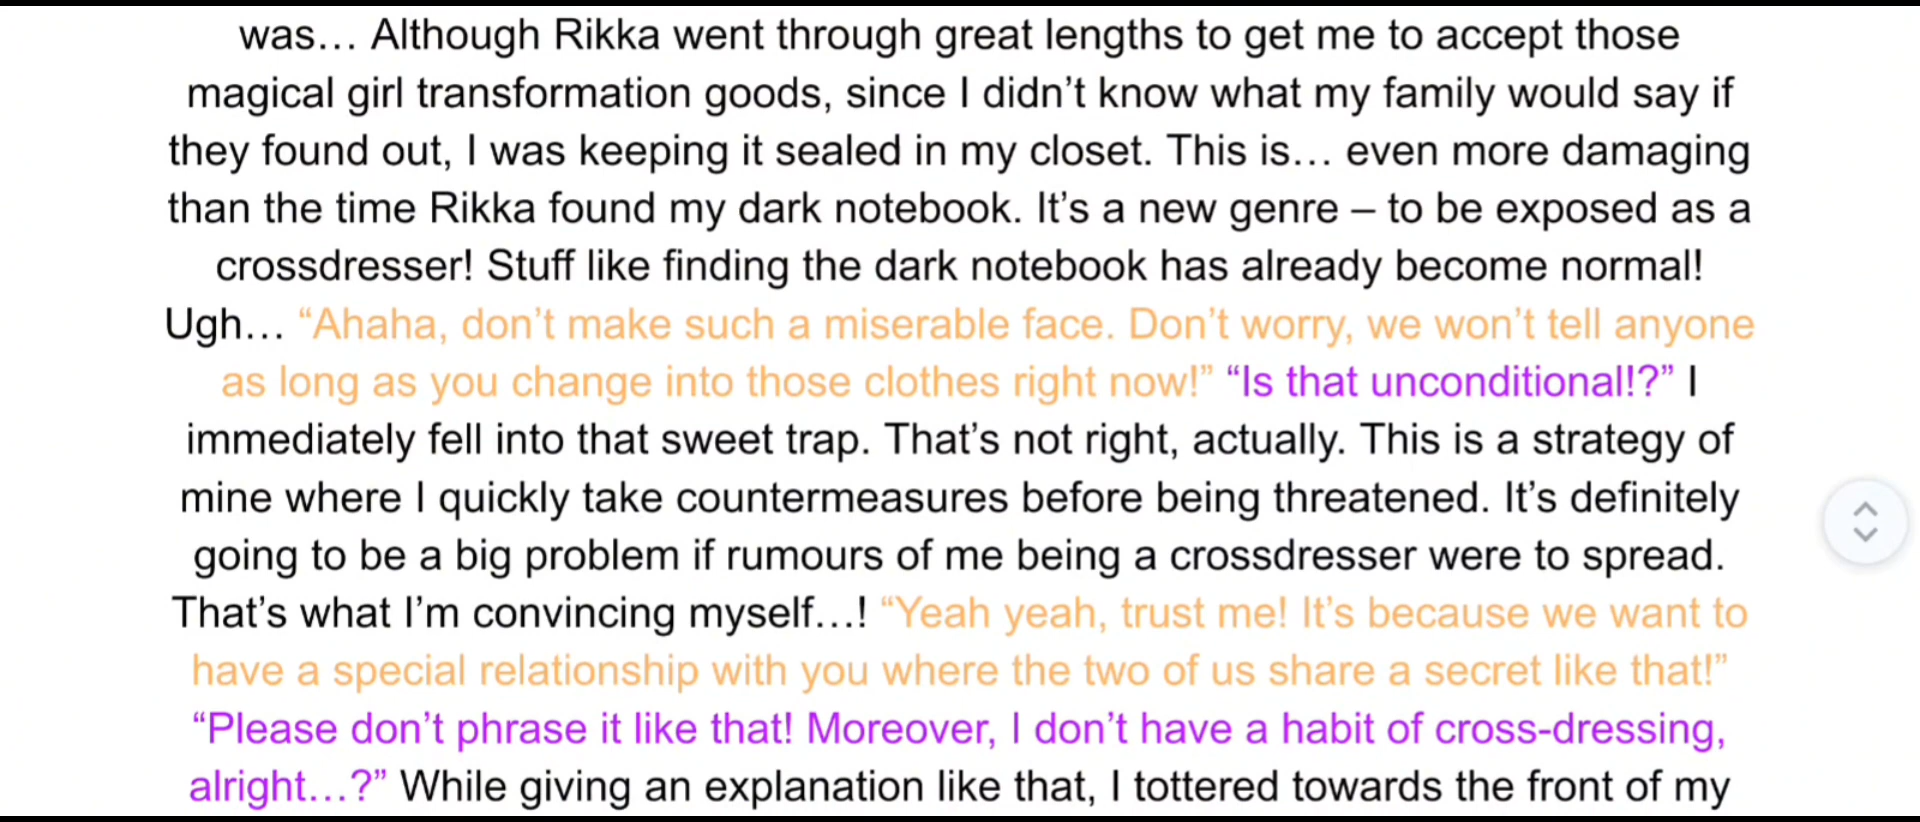 was… Although Rikka went through great lengths to get me to accept those
magical girl transformation goods, since I didn’t know what my family would say if
they found out, I was keeping it sealed in my closet. This is… even more damaging
than the time Rikka found my dark notebook. It’s a new genre – to be exposed as a
crossdresser! Stuff like finding the dark notebook has already become normal!
Ugh… “Ahaha, don’t make such a miserable face. Don’t worry, we won’t tell anyone
as long as you change into those clothes right now!” “Is that unconditional!?” I
immediately fell into that sweet trap. That’s not right, actually. This is a strategy of
mine where I quickly take countermeasures before being threatened. It’s definitely
going to be a big problem if rumours of me being a crossdresser were to spread.
That’s what I’m convincing myself…! “Yeah yeah, trust me! It’s because we want to
have a special relationship with you where the two of us share a secret like that!”
“Please don’t phrase it like that! Moreover, I don’t have a habit of cross-dressing,
alright…?” While giving an explanation like that, I tottered towards the front of my